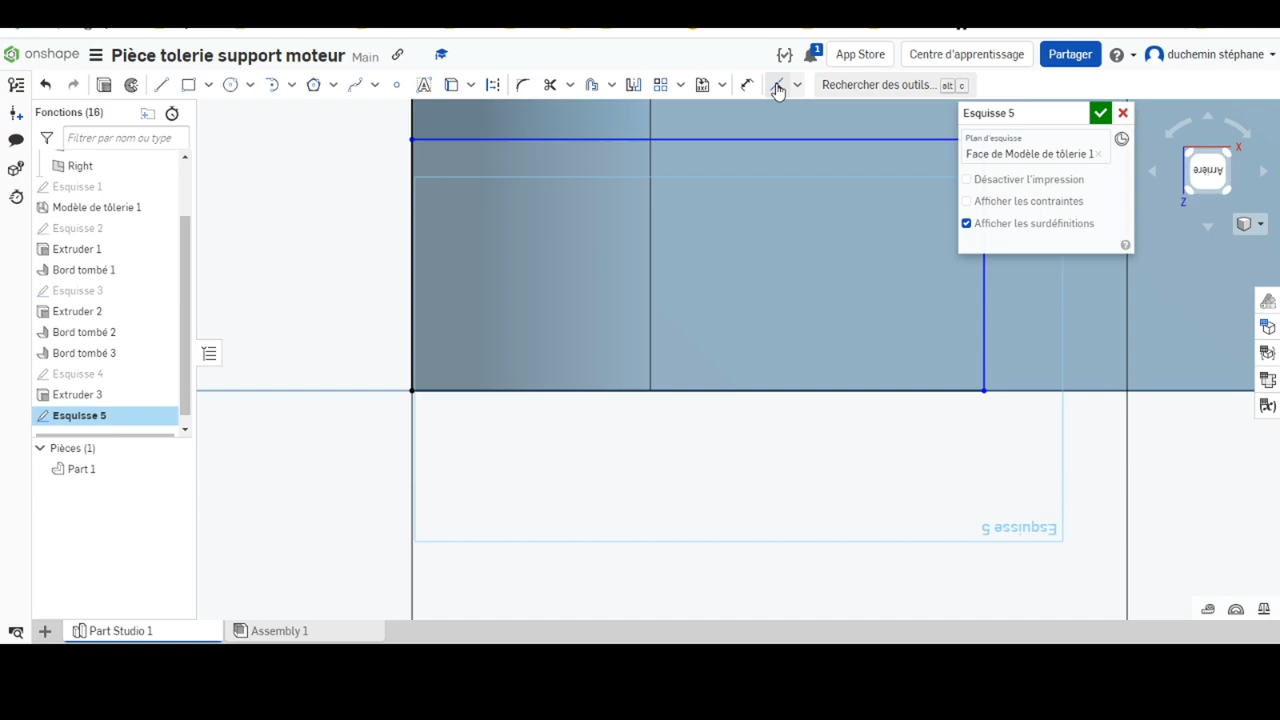 onshape
Pièce tolerie support moteur
Main
1
App Store
Centre d'apprentissage
Partager
duchemin stéphane
Rechercher des outils...
alt
c
Fonctions (16)
Filtrer par nom ou type
Right
Esquisse 1
Modèle de tôlerie 1
Esquisse 2
Extruder 1
Bord tombé 1
Esquisse 3
Extruder 2
Bord tombé 2
Bord tombé 3
Esquisse 4
Extruder 3
Esquisse 5
Pièces (1)
Part 1
Esquisse 5
Plan d'esquisse
Face de Modèle de tôlerie 1
Désactiver l'impression
Afficher les contraintes
Afficher les surdéfinitions
X
Arrière
Z
Esquisse 5
Part Studio 1
Assembly 1